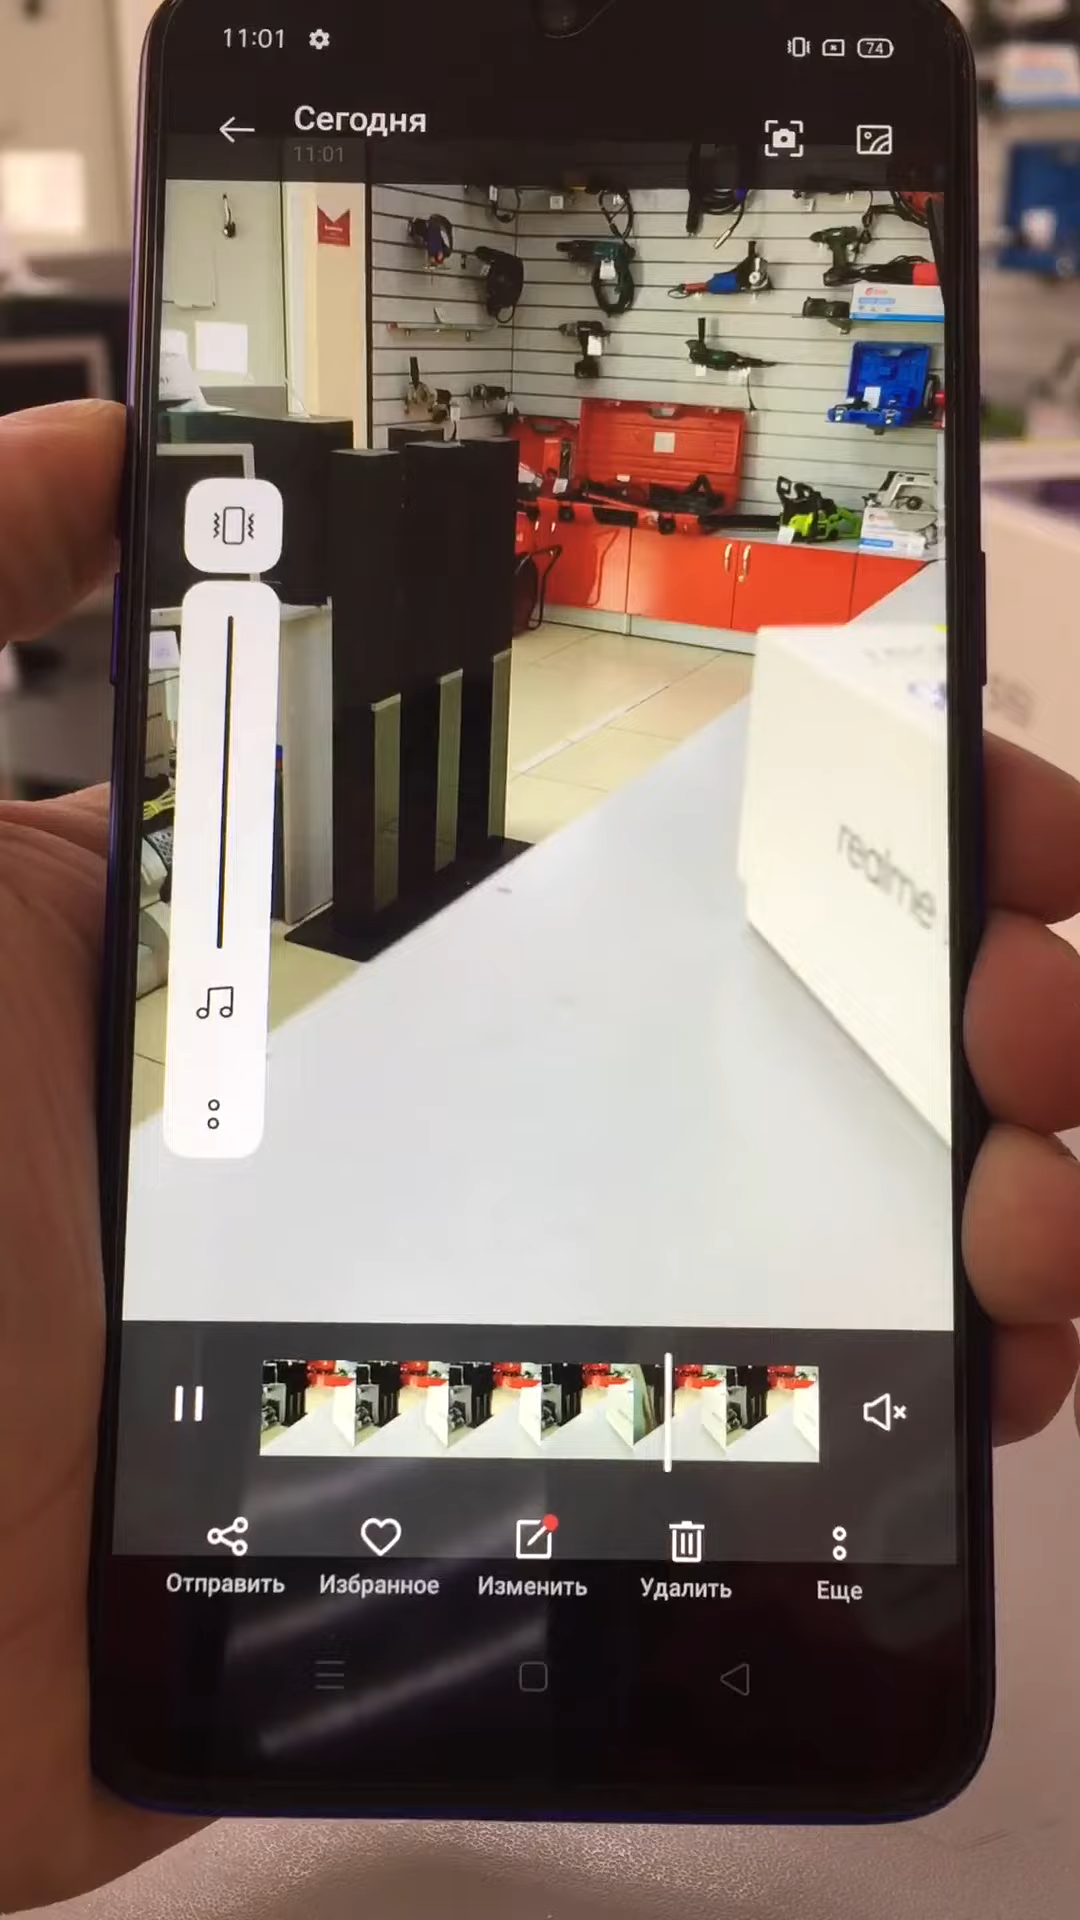 11:01
74
Сегодня
11:01
realme
Отправить
Избранное
Изменить
Удалить
Еще